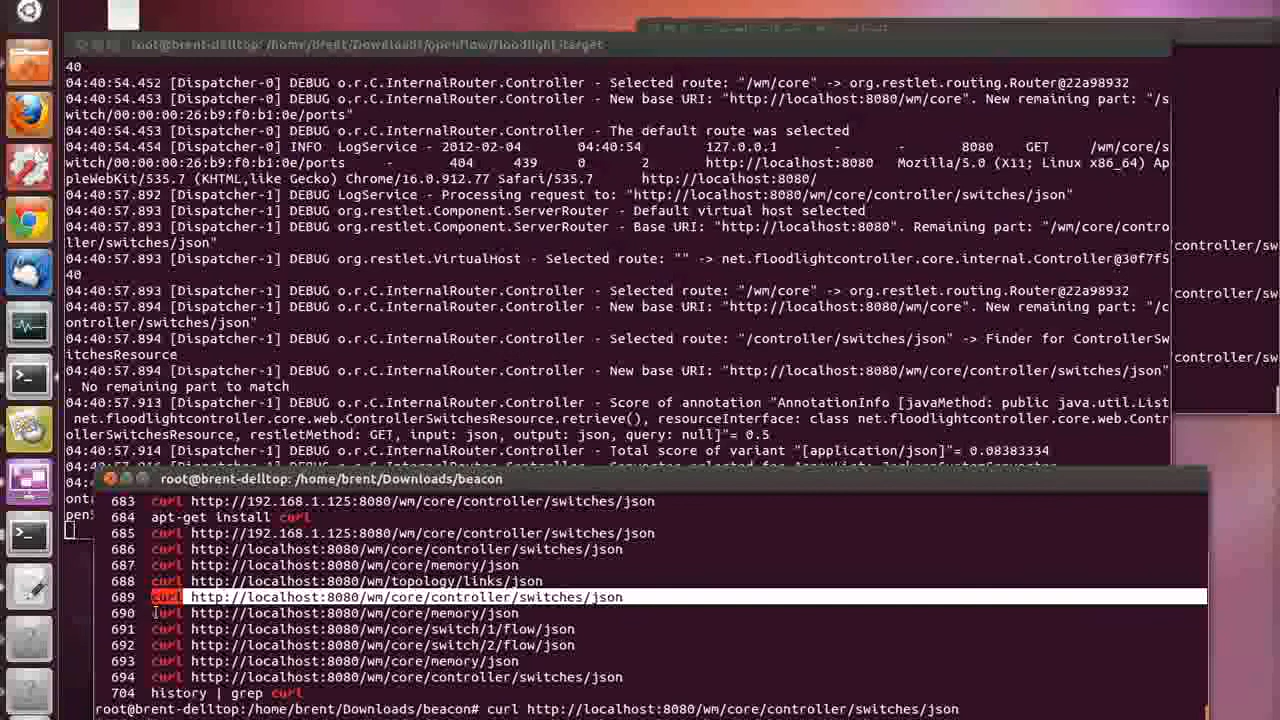 root@brent-delltop: /home/brent/Downloads/openflow/floodlight/target
40
04:40:54.452 [Dispatcher-0] DEBUG o.r.C.InternalRouter.Controller - Selected route: "/wm/core" -> org.restlet.routing.Router@22a98932
04:40:54.453 [Dispatcher-0] DEBUG o.r.C.InternalRouter.Controller - New base URI: "http://localhost:8080/wm/core". New remaining part: "/s
witch/00:00:00:26:b9:f0:b1:0e/ports"
04:40:54.453 [Dispatcher-0] DEBUG o.r.C.InternalRouter.Controller - The default route was selected
04:40:54.454 [Dispatcher-0] INFO  LogService - 2012-02-04 04:40:54 127.0.0.1 - - 8080 GET /wm/core/s
witch/00:00:00:26:b9:f0:b1:0e/ports - 404 439 0 2 http://localhost:8080 Mozilla/5.0 (X11; Linux x86_64) Ap
pleWebKit/535.7 (KHTML,like Gecko) Chrome/16.0.912.77 Safari/535.7 http://localhost:8080/
04:40:57.892 [Dispatcher-1] DEBUG LogService - Processing request to: "http://localhost:8080/wm/core/controller/switches/json"
04:40:57.893 [Dispatcher-1] DEBUG org.restlet.Component.ServerRouter - Default virtual host selected
04:40:57.893 [Dispatcher-1] DEBUG org.restlet.Component.ServerRouter - Base URI: "http://localhost:8080". Remaining part: "/wm/core/contro
ller/switches/json"
controller/sw
04:40:57.893 [Dispatcher-1] DEBUG org.restlet.VirtualHost - Selected route: "" -> net.floodlightcontroller.core.internal.Controller@30f7f5
40
04:40:57.893 [Dispatcher-1] DEBUG o.r.C.InternalRouter.Controller - Selected route: "/wm/core" -> org.restlet.routing.Router@22a98932
controller/sw
04:40:57.893 [Dispatcher-1] DEBUG o.r.C.InternalRouter.Controller - New base URI: "http://localhost:8080/wm/core". New remaining part: "/c
ontroller/switches/json"
04:40:57.894 [Dispatcher-1] DEBUG o.r.C.InternalRouter.Controller - Selected route: "/controller/switches/json" -> Finder for ControllerSw
itchesResource
controller/sw
04:40:57.894 [Dispatcher-1] DEBUG o.r.C.InternalRouter.Controller - New base URI: "http://localhost:8080/wm/core/controller/switches/json"
. No remaining part to match
04:40:57.913 [Dispatcher-1] DEBUG o.r.C.InternalRouter.Controller - Score of annotation "AnnotationInfo [javaMethod: public java.util.List
net.floodlightcontroller.core.web.ControllerSwitchesResource.retrieve(), resourceInterface: class net.floodlightcontroller.core.web.Contr
ollerSwitchesResource, restletMethod: GET, input: json, output: json, query: null]"= 0.5
04:40:57.914 [Dispatcher-1] DEBUG o.r.C.InternalRouter.Controller - Total score of variant "[application/json]"= 0.08383334
04:
ontr
penS
root@brent-delltop: /home/brent/Downloads/beacon
683 curl http://192.168.1.125:8080/wm/core/controller/switches/json
684 apt-get install curl
685 curl http://192.168.1.125:8080/wm/core/controller/switches/json
686 curl http://localhost:8080/wm/core/controller/switches/json
687 curl http://localhost:8080/wm/core/memory/json
688 curl http://localhost:8080/wm/topology/links/json
689 curl http://localhost:8080/wm/core/controller/switches/json
690 curl http://localhost:8080/wm/core/memory/json
691 curl http://localhost:8080/wm/core/switch/1/flow/json
692 curl http://localhost:8080/wm/core/switch/2/flow/json
693 curl http://localhost:8080/wm/core/memory/json
694 curl http://localhost:8080/wm/core/controller/switches/json
704 history | grep curl
root@brent-delltop:/home/brent/Downloads/beacon# curl http://localhost:8080/wm/core/controller/switches/json